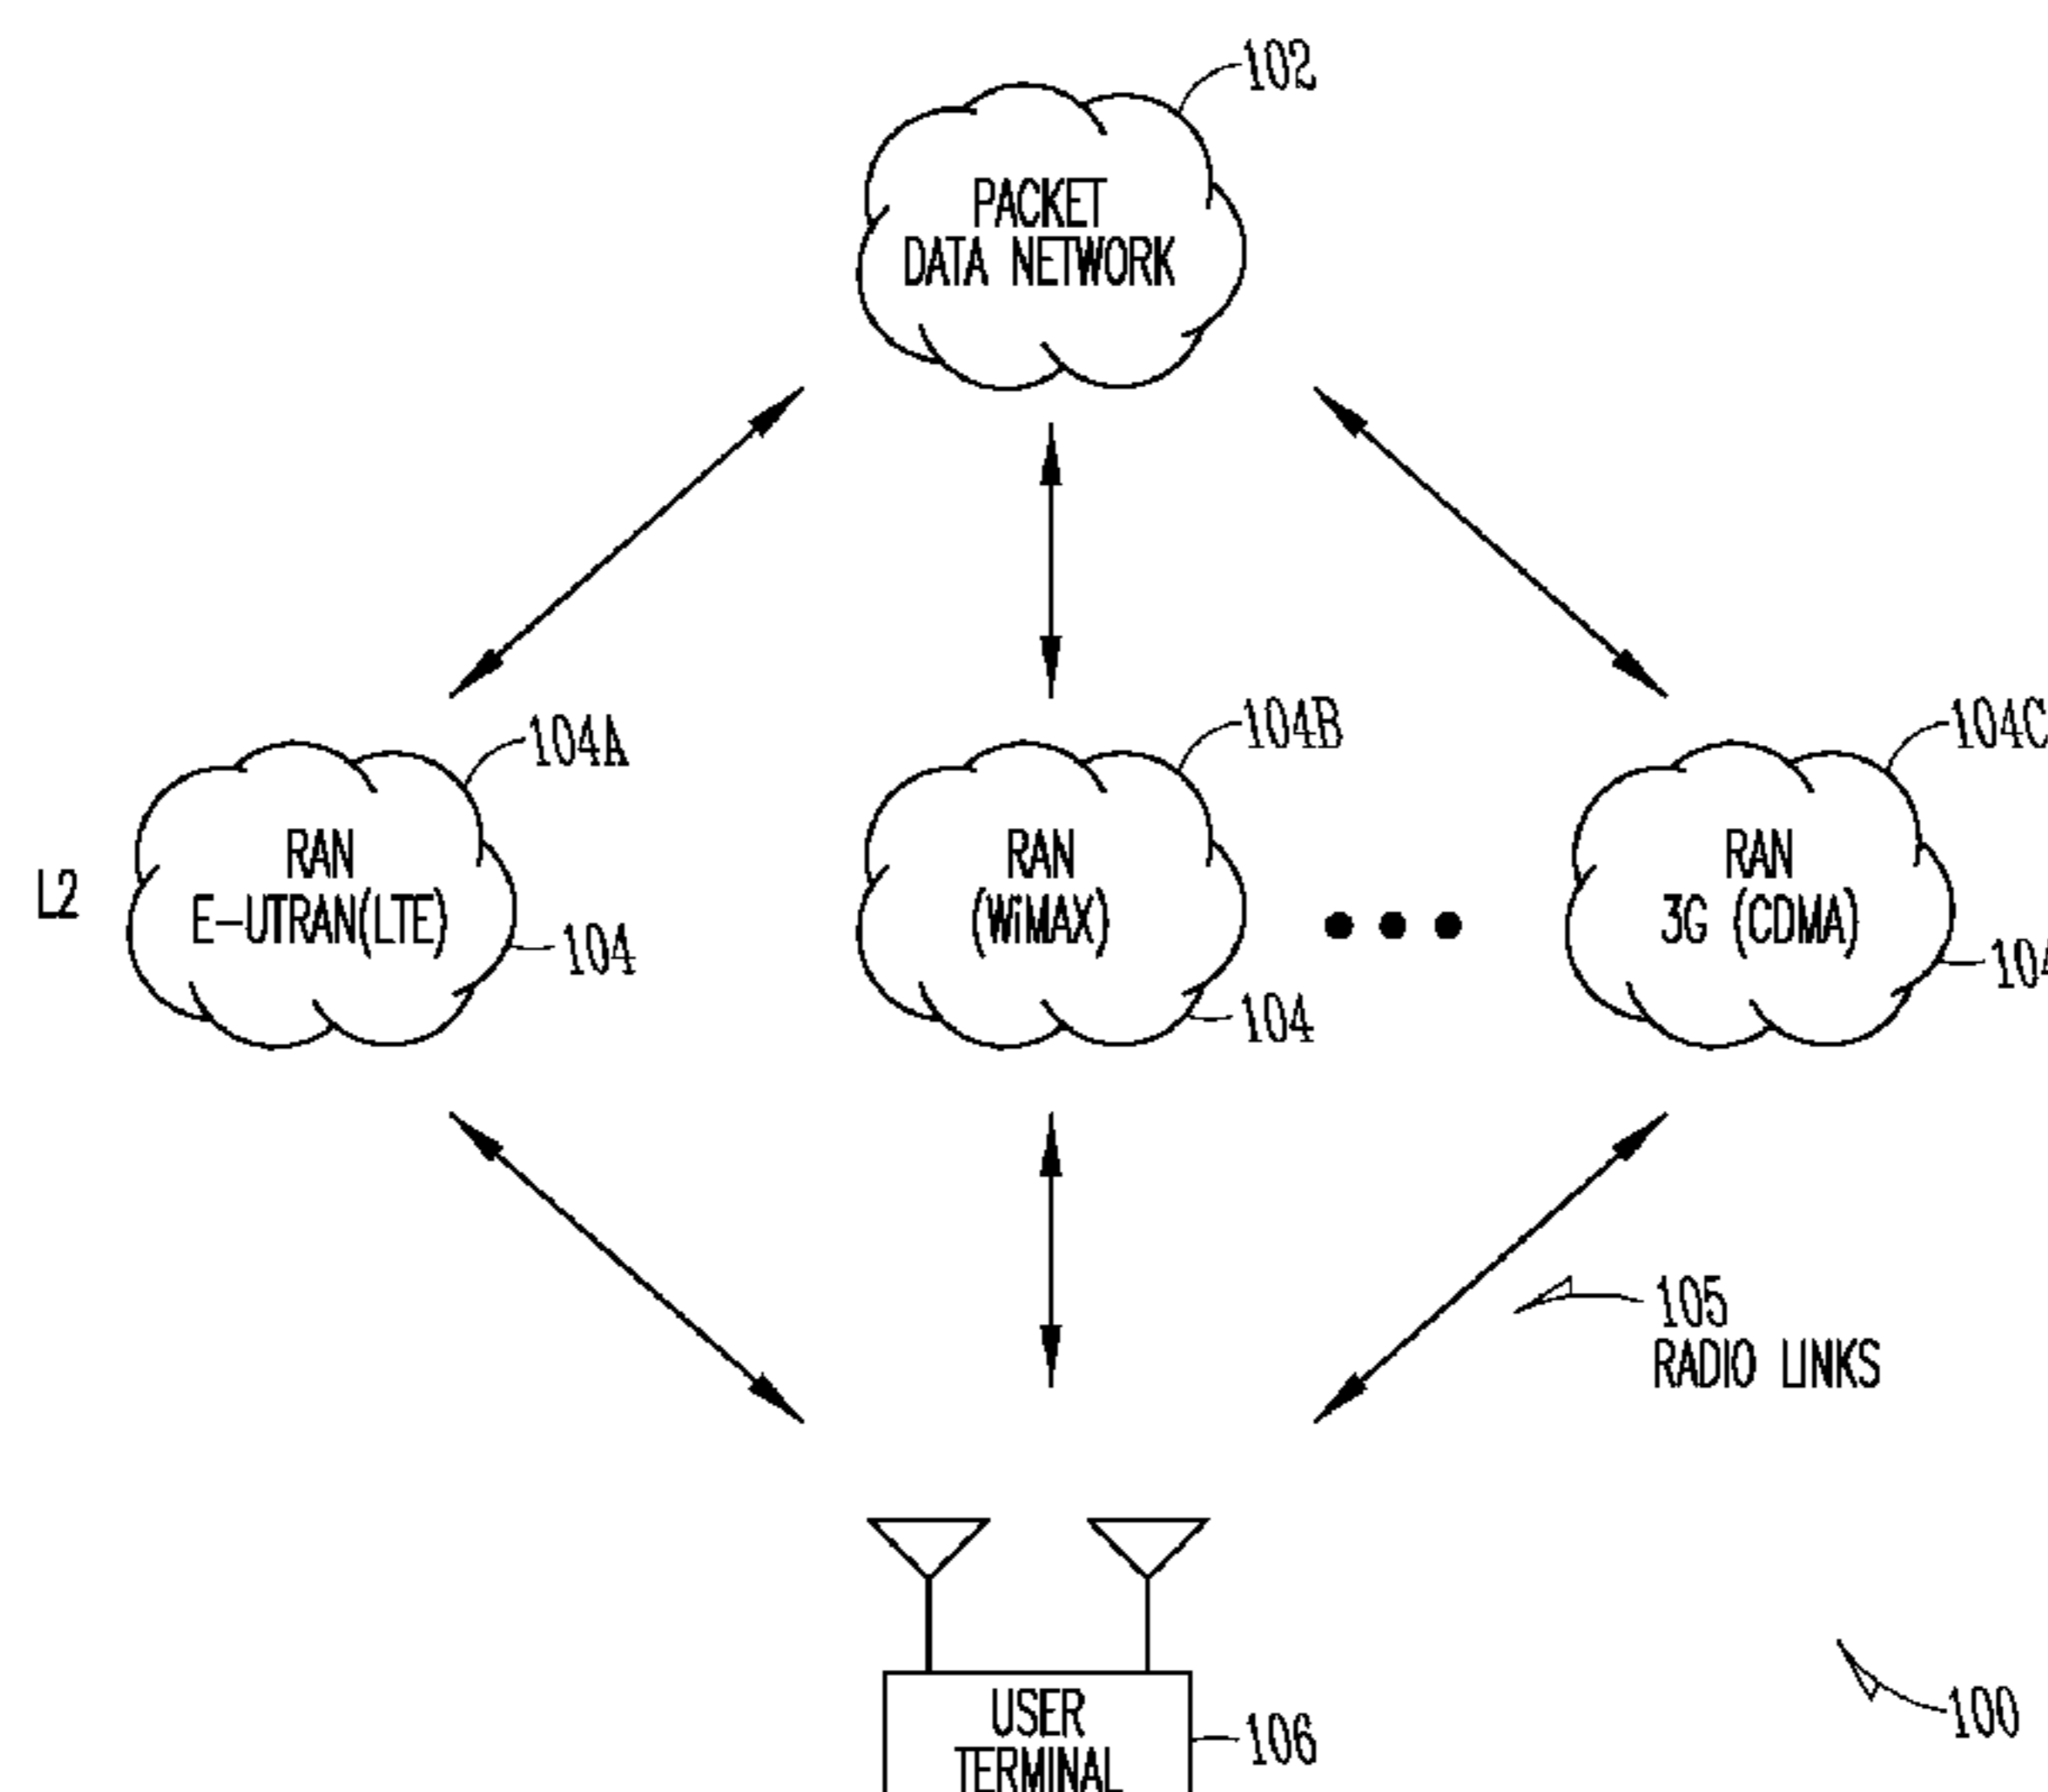 102
PACKET
DATA NETWORK
104A
104B
104C
RAN
E-UTRAN(LTE)
RAN
(WiMAX)
RAN
3G (CDMA)
L2
104
104
105
RADIO LINKS
USER
TERMINAL
106
100